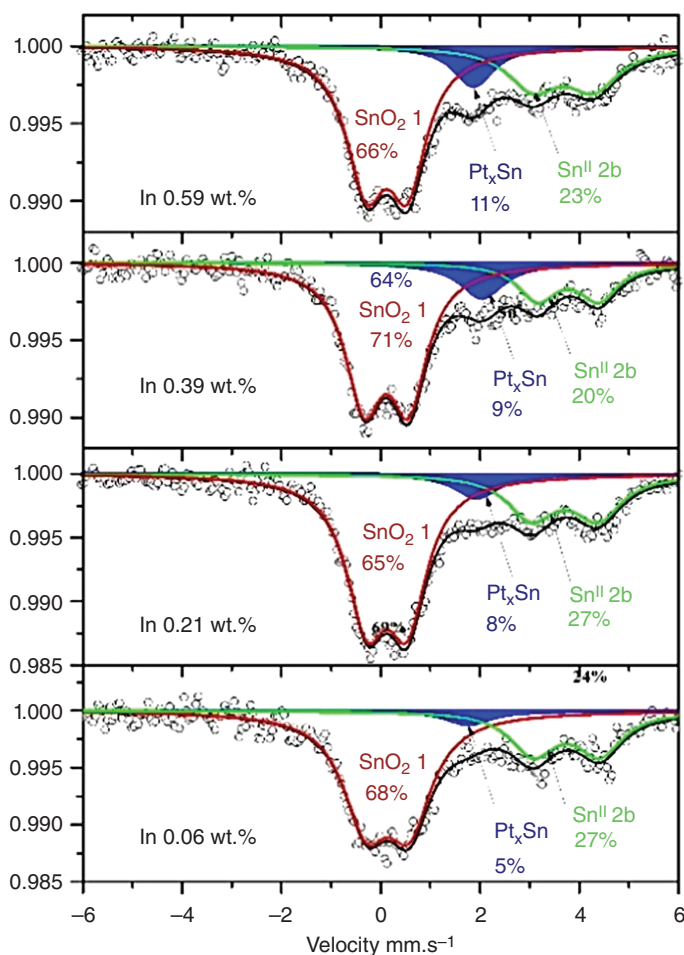 1.000
0.995
0.990
SnO₂ 1
66%
PtₓSn
11%
Snᴵᴵ 2b
23%
In 0.59 wt.%
1.000
0.995
0.990
64%
SnO₂ 1
71%
PtₓSn
9%
Snᴵᴵ 2b
20%
In 0.39 wt.%
1.000
0.995
0.990
0.985
SnO₂ 1
65%
PtₓSn
8%
Snᴵᴵ 2b
27%
In 0.21 wt.%
24%
1.000
0.995
0.990
0.985
SnO₂ 1
68%
PtₓSn
5%
Snᴵᴵ 2b
27%
In 0.06 wt.%
−6 −4 −2 0 2 4 6
Velocity mm.s⁻¹